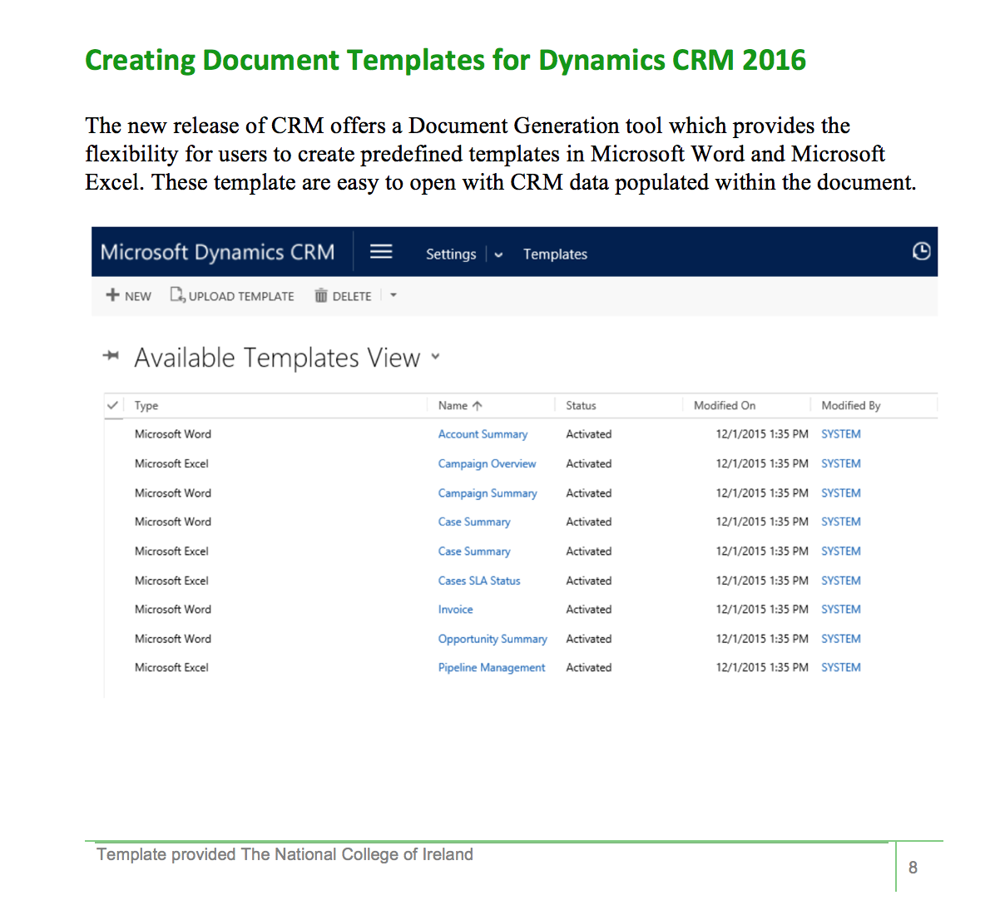 Creating Document Templates for Dynamics CRM 2016
The new release of CRM offers a Document Generation tool which provides the
flexibility for users to create predefined templates in Microsoft Word and Microsoft
Excel. These template are easy to open with CRM data populated within the document.
Microsoft Dynamics CRM Settings Templates
NEW UPLOAD TEMPLATE DELETE
Available Templates View
Type Name Status Modified On Modified By
Microsoft Word Account Summary Activated 12/1/2015 1:35 PM SYSTEM
Microsoft Excel Campaign Overview Activated 12/1/2015 1:35 PM SYSTEM
Microsoft Word Campaign Summary Activated 12/1/2015 1:35 PM SYSTEM
Microsoft Word Case Summary Activated 12/1/2015 1:35 PM SYSTEM
Microsoft Excel Case Summary Activated 12/1/2015 1:35 PM SYSTEM
Microsoft Excel Cases SLA Status Activated 12/1/2015 1:35 PM SYSTEM
Microsoft Word Invoice Activated 12/1/2015 1:35 PM SYSTEM
Microsoft Word Opportunity Summary Activated 12/1/2015 1:35 PM SYSTEM
Microsoft Excel Pipeline Management Activated 12/1/2015 1:35 PM SYSTEM
Template provided The National College of Ireland
8